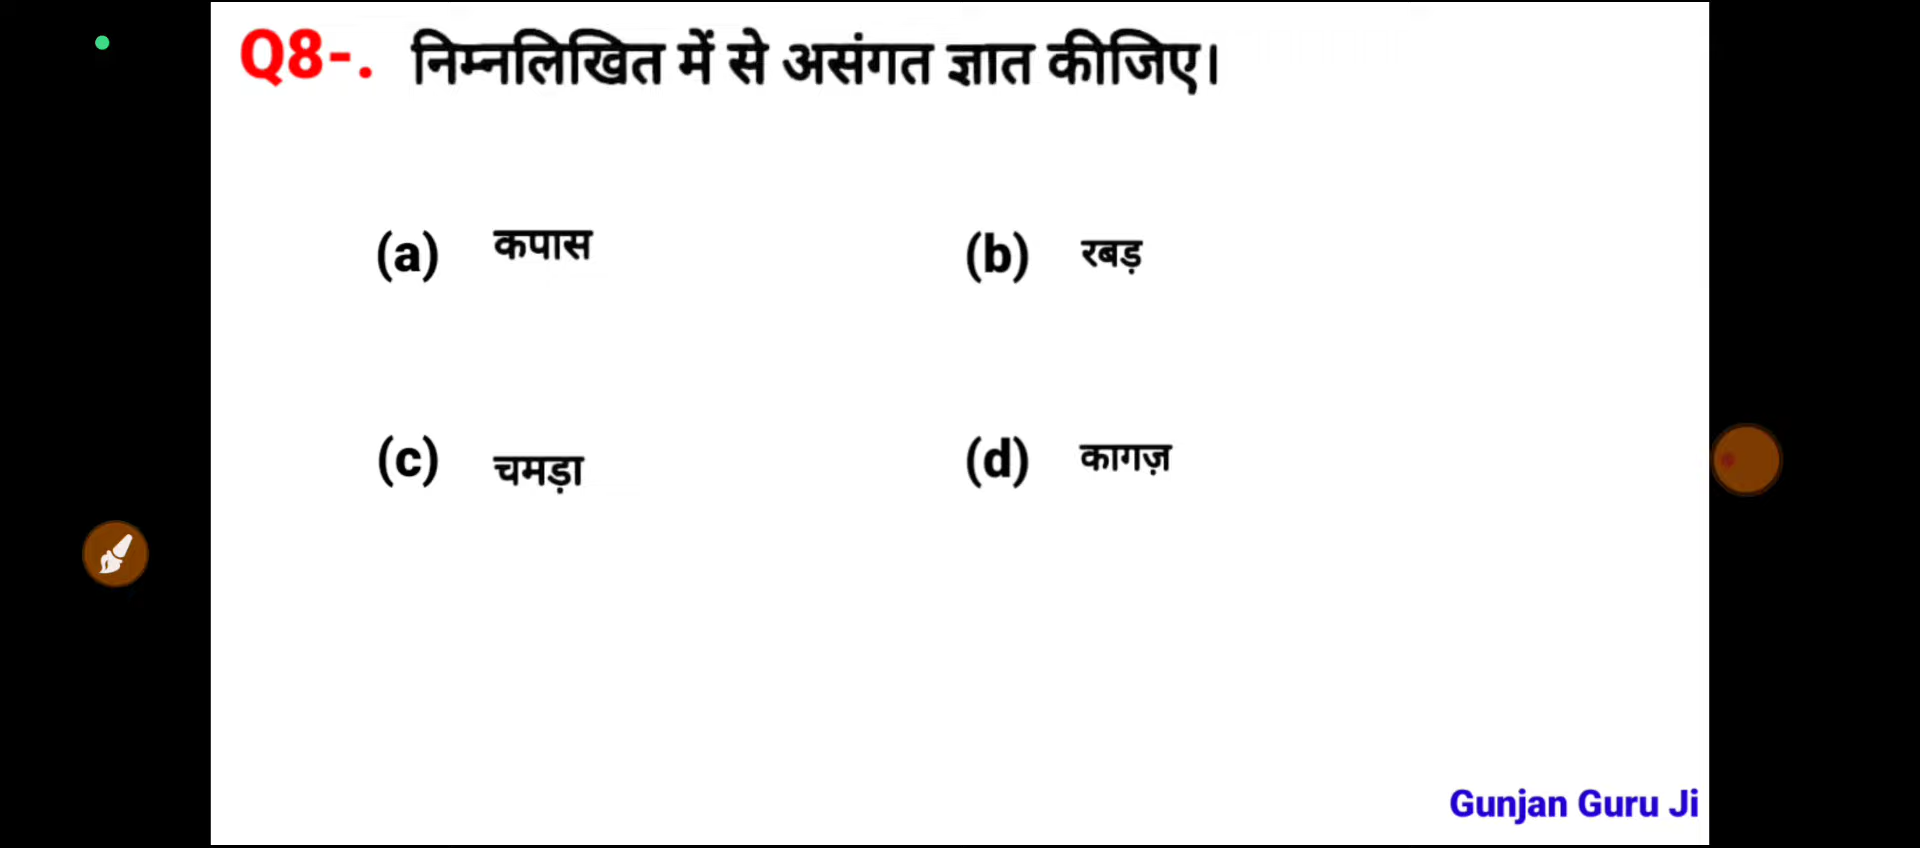 Q8-. निम्नलिखित में से असंगत ज्ञात कीजिए।
(a) कपास (b) रबड़
(c) चमड़ा (d) कागज़
Gunjan Guru Ji